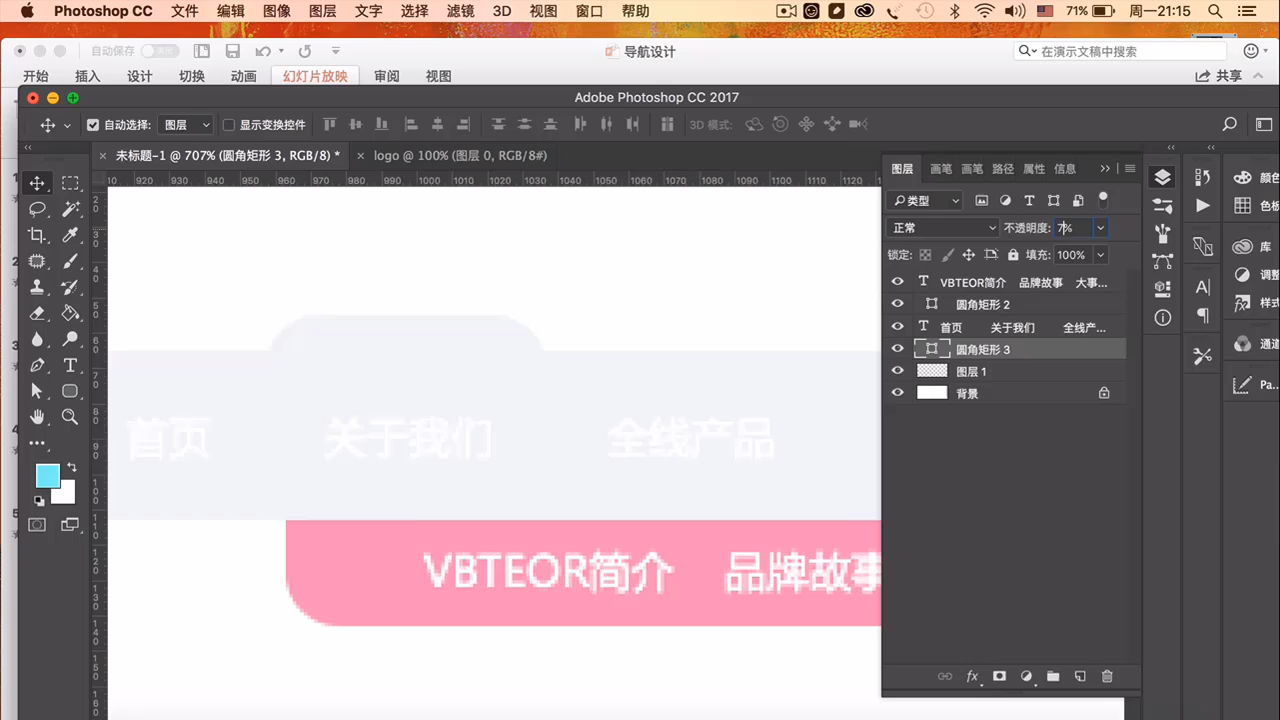 Photoshop CC 文件 编辑 图像 图层 文字 选择 滤镜 3D 视图 窗口 帮助 71% 周一21:15
自动保存 导航设计 在演示文稿中搜索
开始 插入 设计 切换 动画 幻灯片放映 审阅 视图 共享
Adobe Photoshop CC 2017
自动选择: 图层 显示变换控件 3D 模式:
未标题-1 @ 707% (圆角矩形 3, RGB/8) * logo @ 100% (图层 0, RGB/8#)
图层 画笔 画笔 路径 属性 信息
920 930 940 950 960 970 980 990 1000 1010 1020 1030 1040 1050 1060 1070 1080 1090 1100 1110 1120
类型
正常 不透明度: 7%
锁定: 填充: 100%
VBTEOR简介 品牌故事 大事...
圆角矩形 2
首页 关于我们 全线产...
圆角矩形 3
图层 1
背景
颜色
色板
库
调整
样式
通道
Pa...
首页 关于我们 全线产品
VBTEOR简介 品牌故事